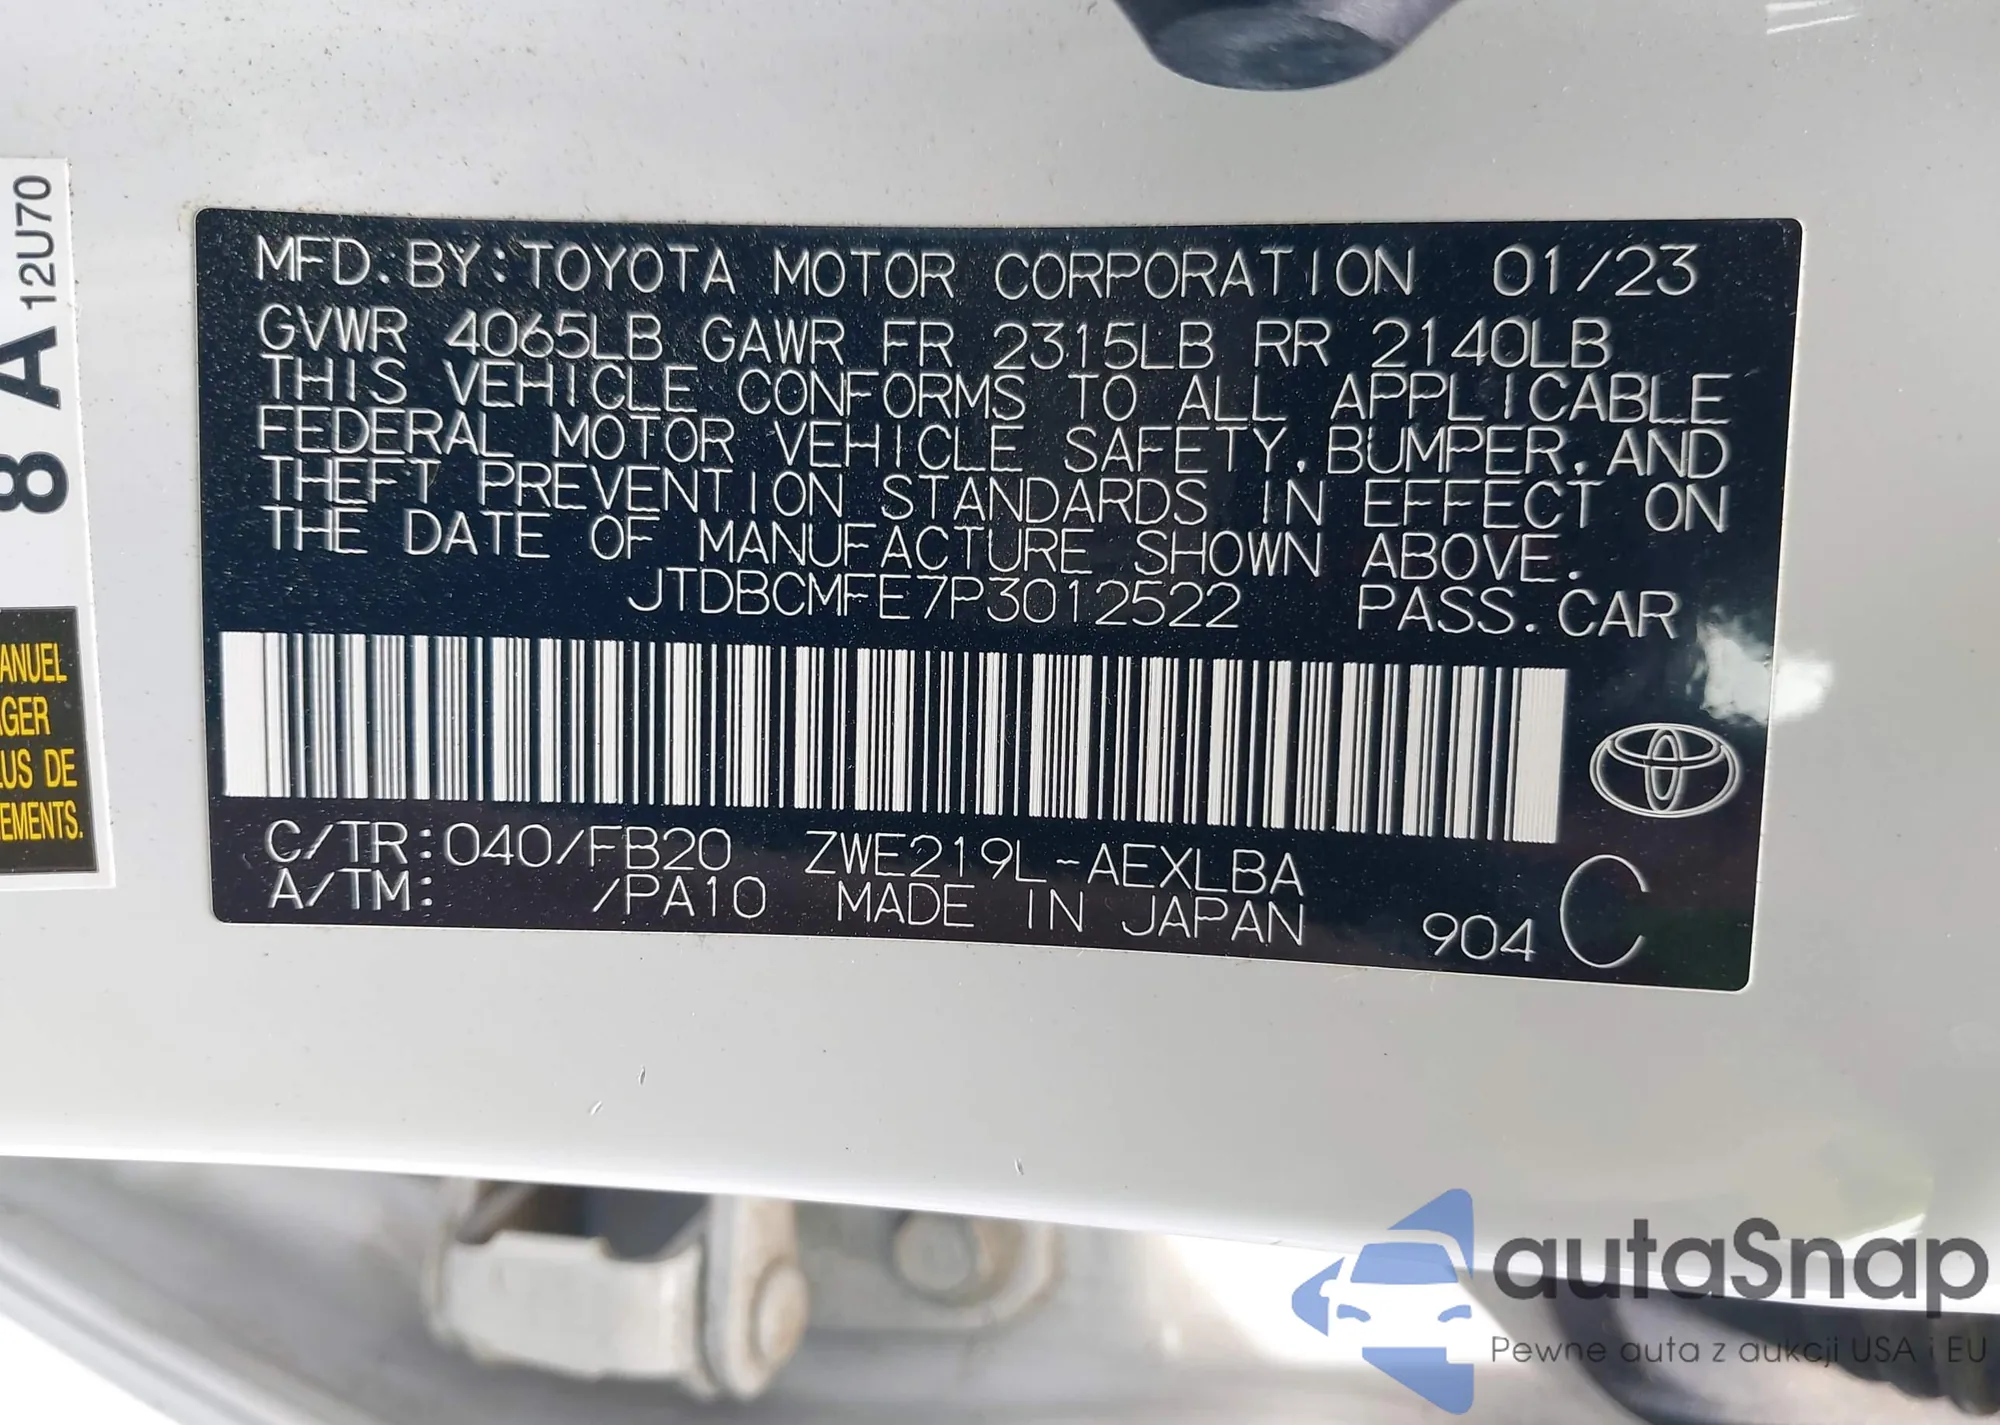 MFD. BY: TOYOTA MOTOR CORPORATION 01/23
GVWR 4065LB GAWR FR 2315LB RR 2140LB
THIS VEHICLE CONFORMS TO ALL APPLICABLE
FEDERAL MOTOR VEHICLE SAFETY, BUMPER, AND
THEFT PREVENTION STANDARDS IN EFFECT ON
THE DATE OF MANUFACTURE SHOWN ABOVE.
JTDBCMFE7P3012522 PASS. CAR
C/TR: 040/FB20 ZWE219L-AEXLBA
A/TM: /PA10 MADE IN JAPAN 904 C
8 A 12U70
ANUEL
GER
US DE
EMENTS.
autaSnap
Pewne auta z aukcji USA i EU